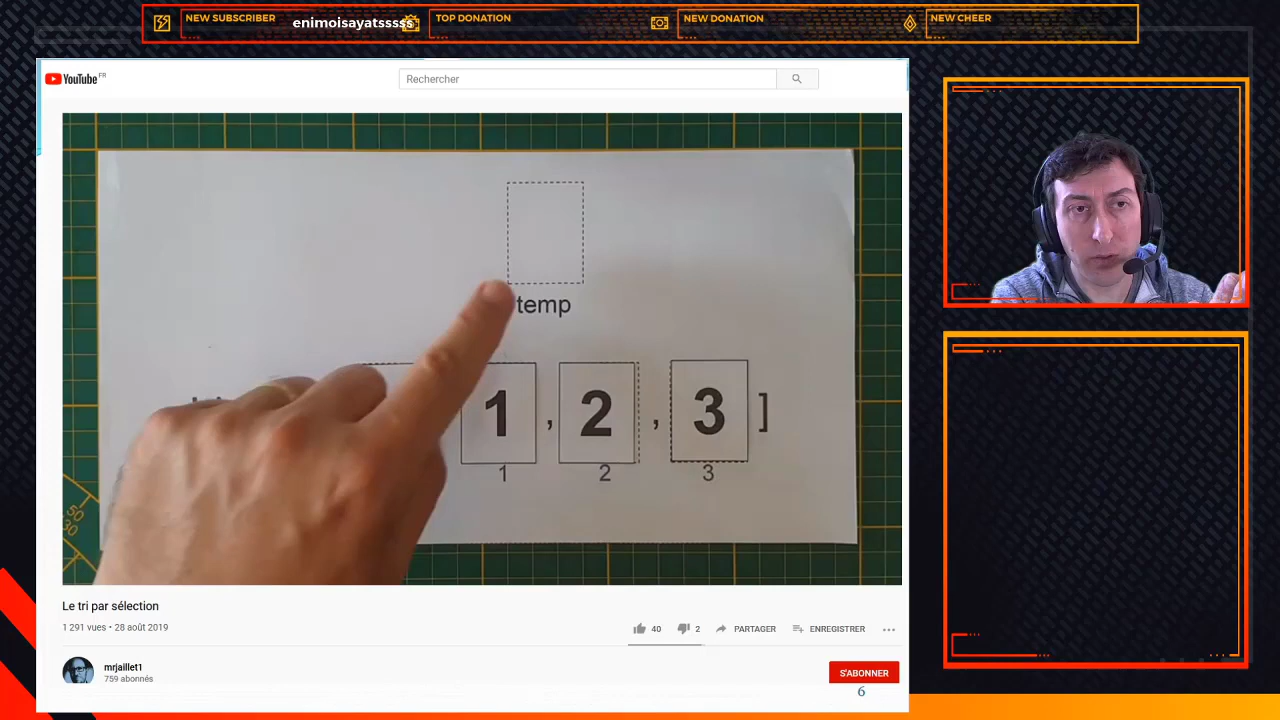 NEW SUBSCRIBER
enimoisayatsssss
TOP DONATION
NEW DONATION
NEW CHEER
YouTube FR
Rechercher
temp
1 , 2 , 3 ]
1 2 3
50
Le tri par sélection
1 291 vues • 28 août 2019
40 2 PARTAGER ENREGISTRER
mrjaillet1
759 abonnés
S'ABONNER
6